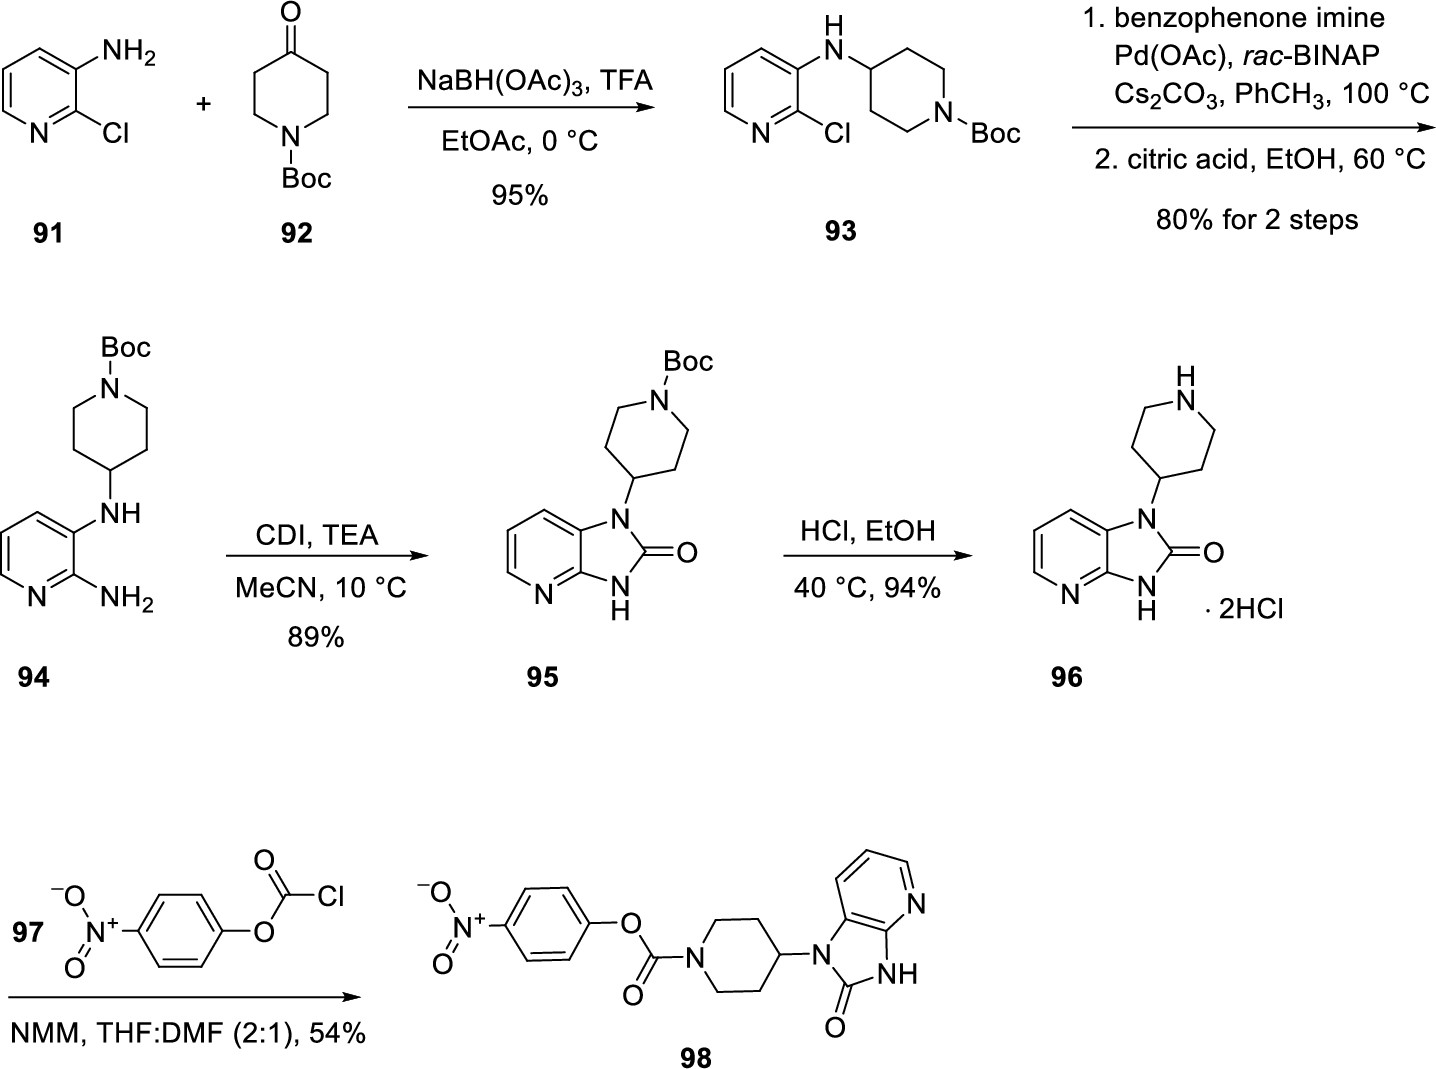 NH₂
N
Cl
91
+
O
N
Boc
92
NaBH(OAc)₃, TFA
EtOAc, 0 °C
95%
H
N
N
Cl
N
Boc
93
1. benzophenone imine
Pd(OAc), rac-BINAP
Cs₂CO₃, PhCH₃, 100 °C
2. citric acid, EtOH, 60 °C
80% for 2 steps
Boc
N
NH
N
NH₂
94
CDI, TEA
MeCN, 10 °C
89%
Boc
N
N
O
N
N
H
95
HCl, EtOH
40 °C, 94%
H
N
N
O
N
N
H
· 2HCl
96
97
⁻O
N⁺
O
O
O
Cl
NMM, THF:DMF (2:1), 54%
⁻O
N⁺
O
O
O
N
N
N
NH
O
98